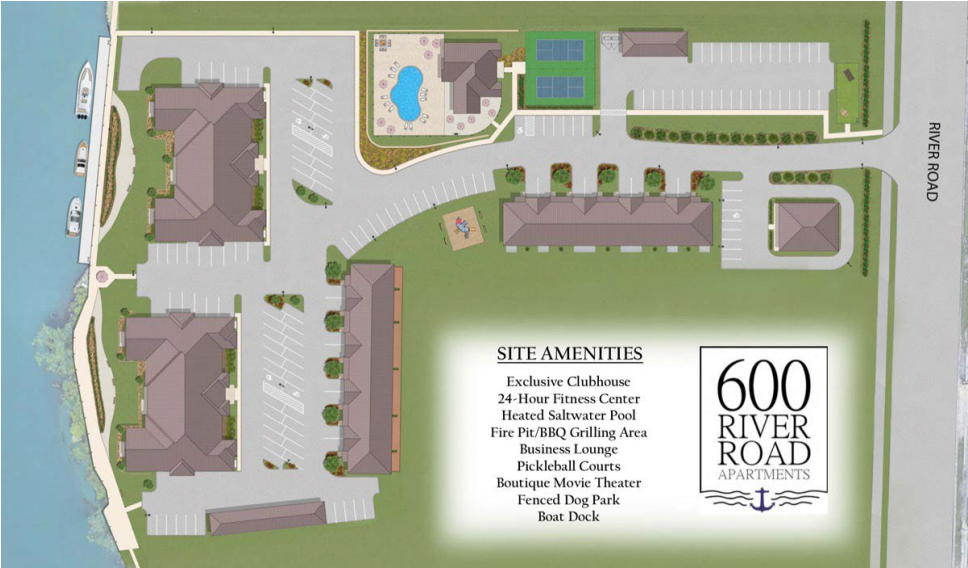 RIVER ROAD
SITE AMENITIES
Exclusive Clubhouse
24-Hour Fitness Center
Heated Saltwater Pool
Fire Pit/BBQ Grilling Area
Business Lounge
Pickleball Courts
Boutique Movie Theater
Fenced Dog Park
Boat Dock
600
RIVER
ROAD
APARTMENTS